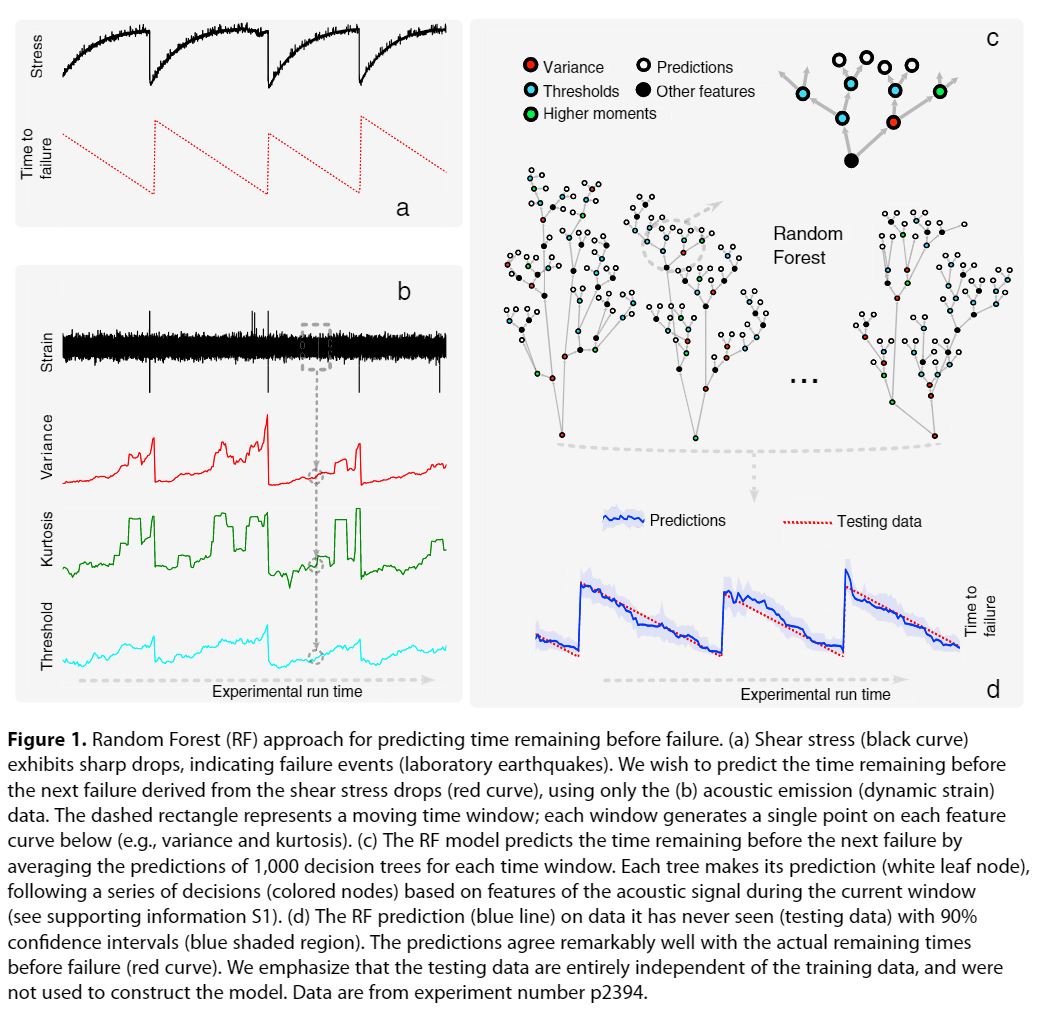 Stress
Time to
failure
a
b
Strain
Variance
Kurtosis
Threshold
Experimental run time
c
Variance
Predictions
Thresholds
Other features
Higher moments
Random
Forest
...
Predictions
Testing data
Time to
failure
Experimental run time
d
Figure 1. Random Forest (RF) approach for predicting time remaining before failure. (a) Shear stress (black curve)
exhibits sharp drops, indicating failure events (laboratory earthquakes). We wish to predict the time remaining before
the next failure derived from the shear stress drops (red curve), using only the (b) acoustic emission (dynamic strain)
data. The dashed rectangle represents a moving time window; each window generates a single point on each feature
curve below (e.g., variance and kurtosis). (c) The RF model predicts the time remaining before the next failure by
averaging the predictions of 1,000 decision trees for each time window. Each tree makes its prediction (white leaf node),
following a series of decisions (colored nodes) based on features of the acoustic signal during the current window
(see supporting information S1). (d) The RF prediction (blue line) on data it has never seen (testing data) with 90%
confidence intervals (blue shaded region). The predictions agree remarkably well with the actual remaining times
before failure (red curve). We emphasize that the testing data are entirely independent of the training data, and were
not used to construct the model. Data are from experiment number p2394.